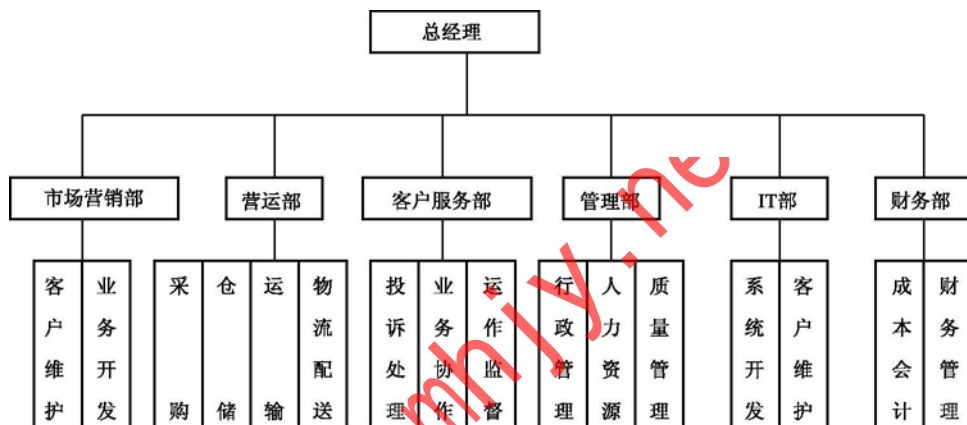 总经理
市场营销部
营运部
客户服务部
管理部
IT部
财务部
客户维护
业务开发
采购
仓储
运输
物流配送
投诉处理
业务协作
运作监督
行政管理
人力资源
质量管理
系统开发
客户维护
成本会计
财务管理
mhjy.ne